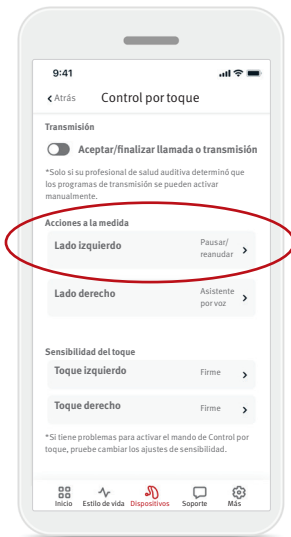 9:41
Atrás Control por toque
Transmisión
Aceptar/finalizar llamada o transmisión
*Solo si su profesional de salud auditiva determinó que
los programas de transmisión se pueden activar
manualmente.
Acciones a la medida
Lado izquierdo Pausar/
reanudar
Lado derecho Asistente
por voz
Sensibilidad del toque
Toque izquierdo Firme
Toque derecho Firme
*Si tiene problemas para activar el mando de Control por
toque, pruebe cambiar los ajustes de sensibilidad.
Inicio Estilo de vida Dispositivos Soporte Más